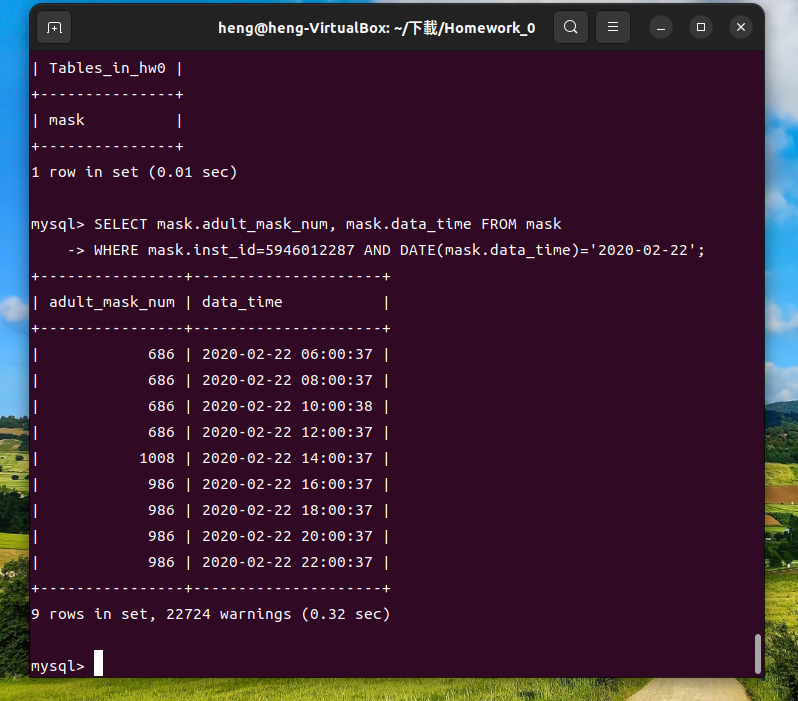 heng@heng-VirtualBox: ~/下載/Homework_0
| Tables_in_hw0 |
+---------------+
| mask          |
+---------------+
1 row in set (0.01 sec)

mysql> SELECT mask.adult_mask_num, mask.data_time FROM mask
    -> WHERE mask.inst_id=5946012287 AND DATE(mask.data_time)='2020-02-22';
+----------------+---------------------+
| adult_mask_num | data_time           |
+----------------+---------------------+
|            686 | 2020-02-22 06:00:37 |
|            686 | 2020-02-22 08:00:37 |
|            686 | 2020-02-22 10:00:38 |
|            686 | 2020-02-22 12:00:37 |
|           1008 | 2020-02-22 14:00:37 |
|            986 | 2020-02-22 16:00:37 |
|            986 | 2020-02-22 18:00:37 |
|            986 | 2020-02-22 20:00:37 |
|            986 | 2020-02-22 22:00:37 |
+----------------+---------------------+
9 rows in set, 22724 warnings (0.32 sec)

mysql>